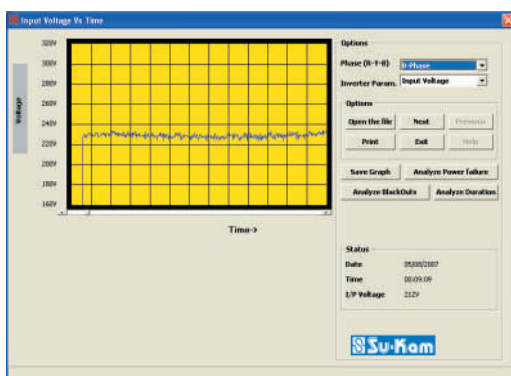 Input Voltage Vs Time
320V
300V
280V
260V
240V
220V
200V
180V
160V
Voltage
Time->
Options
Phase (R-Y-B)
R-Phase
Inverter Param.
Input Voltage
Options
Open the file
Next
Previous
Print
Exit
Help
Save Graph
Analyze Power failure
Analyze BlackOuts
Analyze Duration
Status
Date
05/08/2007
Time
00:09:09
I/P Voltage
212V
Su-Kam